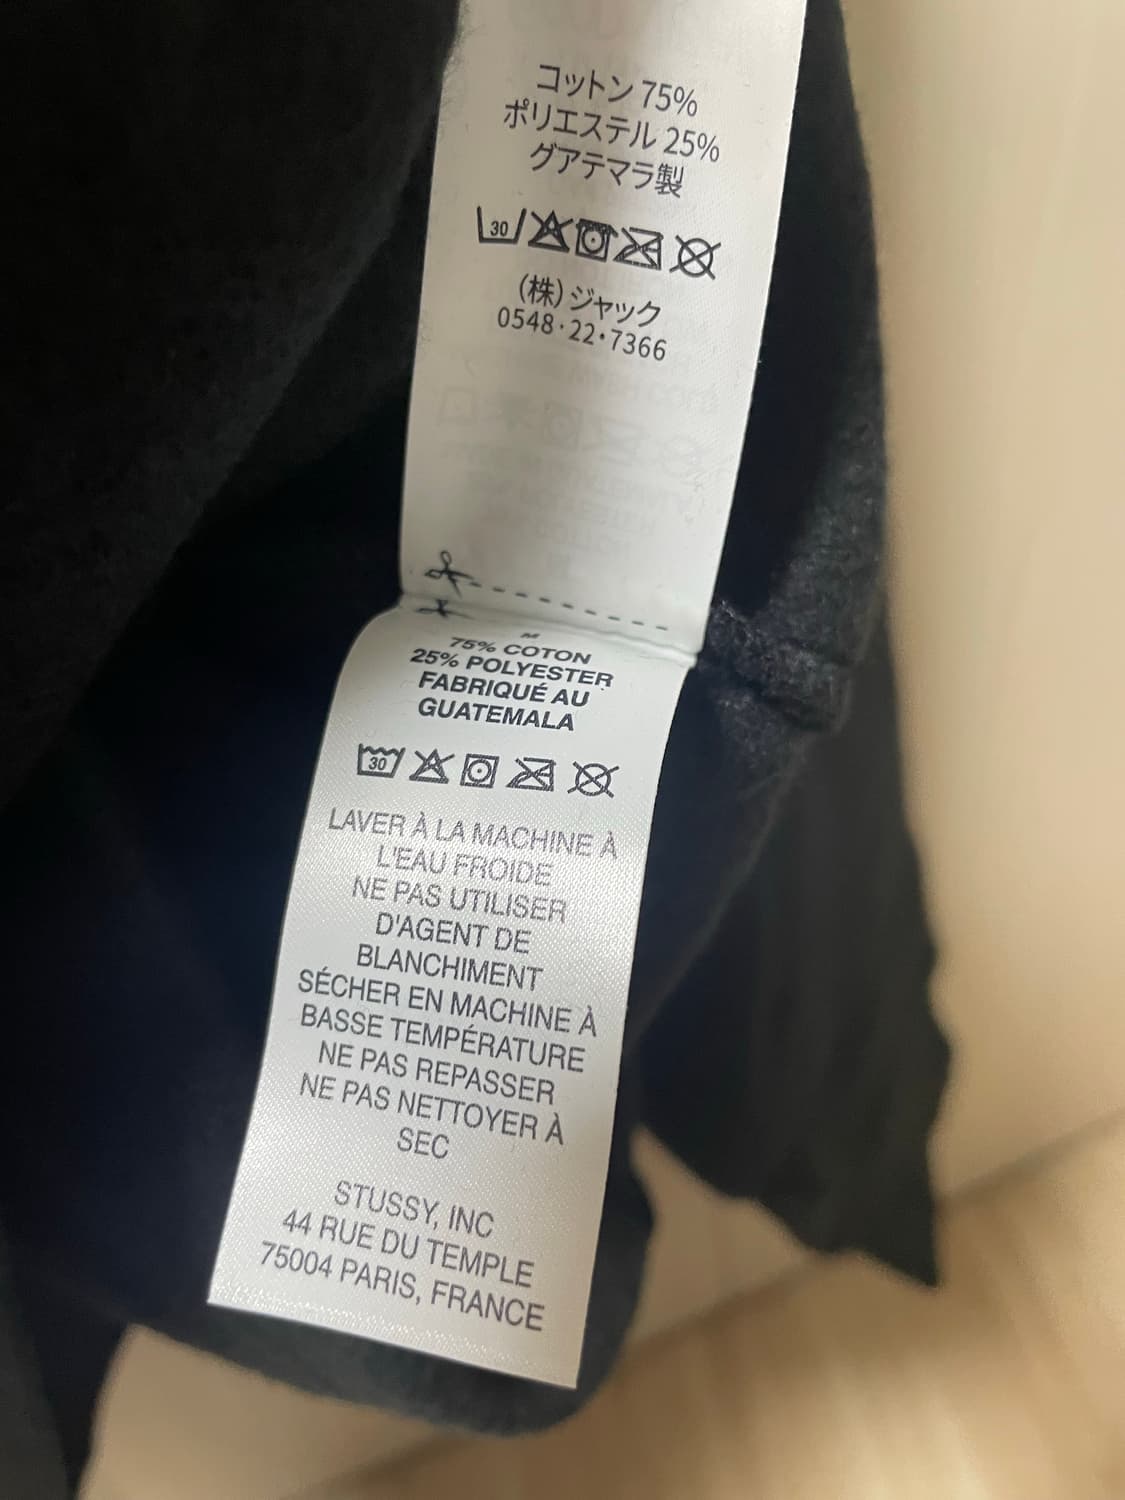 コットン 75%
ポリエステル 25%
グアテマラ製
30
(株)ジャック
0548·22·7366
M
75% COTON
25% POLYESTER
FABRIQUÉ AU
GUATEMALA
30
LAVER À LA MACHINE À
L'EAU FROIDE
NE PAS UTILISER
D'AGENT DE
BLANCHIMENT
SÉCHER EN MACHINE À
BASSE TEMPÉRATURE
NE PAS REPASSER
NE PAS NETTOYER À
SEC
STUSSY, INC
44 RUE DU TEMPLE
75004 PARIS, FRANCE